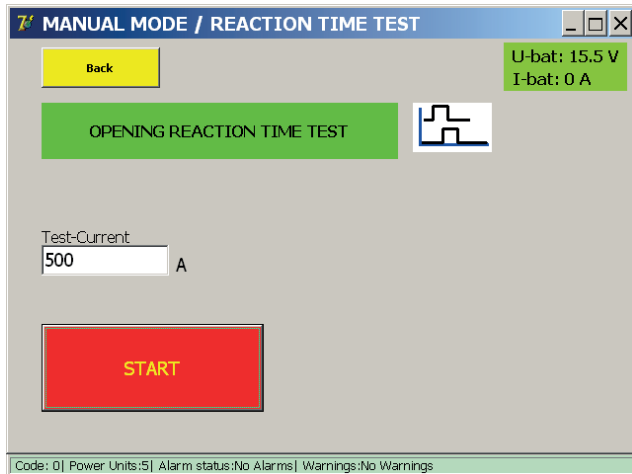 MANUAL MODE / REACTION TIME TEST
Back
U-bat: 15.5 V
I-bat: 0 A
OPENING REACTION TIME TEST
Test-Current
500 A
START
Code: 0| Power Units:5| Alarm status:No Alarms| Warnings:No Warnings